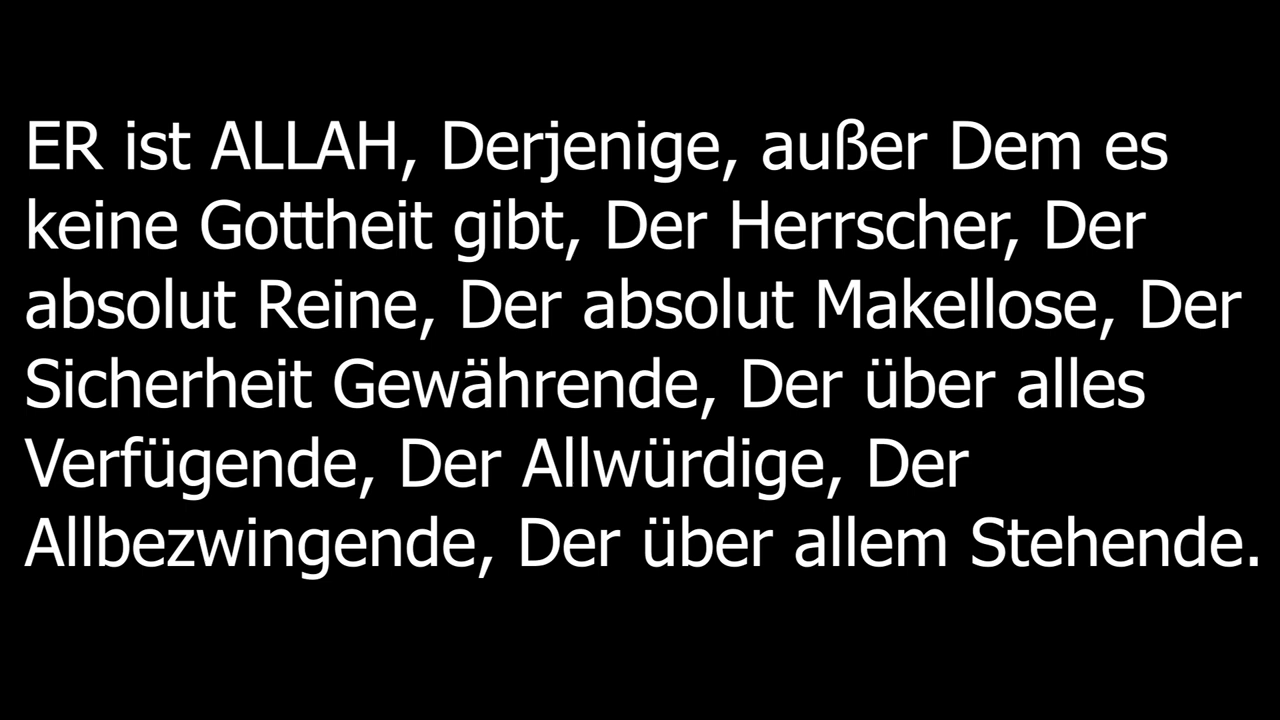 ER ist ALLAH, Derjenige, außer Dem es
keine Gottheit gibt, Der Herrscher, Der
absolut Reine, Der absolut Makellose, Der
Sicherheit Gewährende, Der über alles
Verfügende, Der Allwürdige, Der
Allbezwingende, Der über allem Stehende.